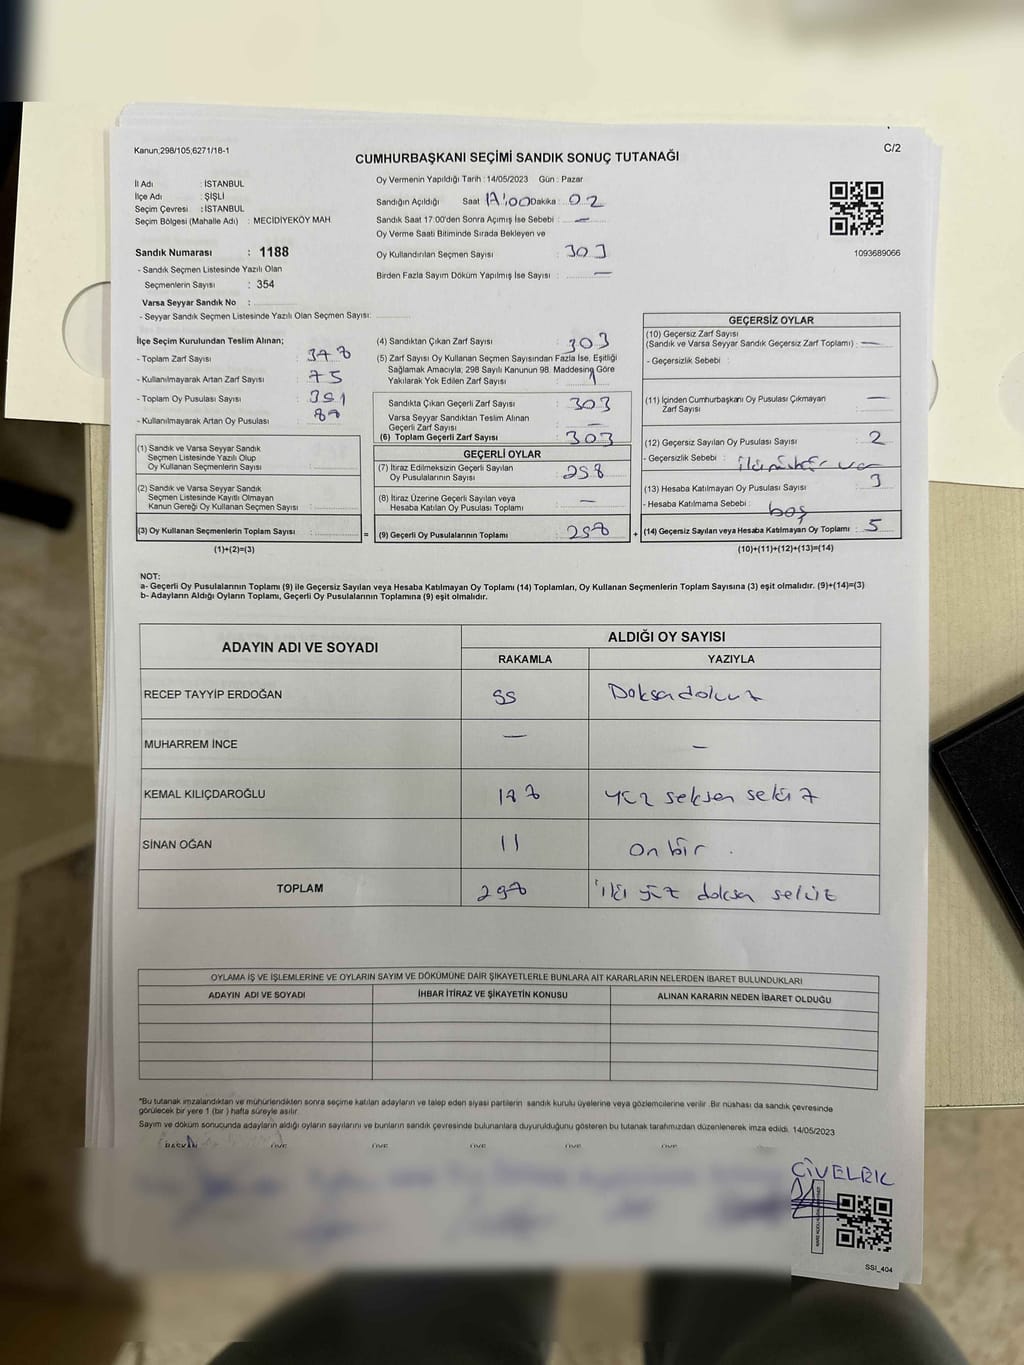 Kanun;298/105,6271/18-1
C/2
CUMHURBAŞKANI SEÇİMİ SANDIK SONUÇ TUTANAĞI
İl Adı : İSTANBUL
İlçe Adı : ŞİŞLİ
Seçim Çevresi : İSTANBUL
Seçim Bölgesi (Mahalle Adı) : MECİDİYEKÖY MAH.
Sandık Numarası : 1188
- Sandık Seçmen Listesinde Yazılı Olan
Seçmenlerin Sayısı : 354
Varsa Seyyar Sandık No :
- Seyyar Sandık Seçmen Listesinde Yazılı Olan Seçmen Sayısı:
Oy Vermenin Yapıldığı Tarih : 14/05/2023 Gün : Pazar
Sandığın Açıldığı Saat 17:00 Dakika : 02
Sandık Saat 17:00'den Sonra Açımış İse Sebebi : —
Oy Verme Saati Bitiminde Sırada Bekleyen ve
Oy Kullandırılan Seçmen Sayısı : 303
Birden Fazla Sayım Döküm Yapılmış İse Sayısı : —
1093689066
İlçe Seçim Kurulundan Teslim Alınan;
- Toplam Zarf Sayısı : 378
- Kullanılmayarak Artan Zarf Sayısı : 75
- Toplam Oy Pusulası Sayısı : 391
- Kullanılmayarak Artan Oy Pusulası : 88
(1) Sandık ve Varsa Seyyar Sandık
Seçmen Listesinde Yazılı Olup
Oy Kullanan Seçmenlerin Sayısı :
(2) Sandık ve Varsa Seyyar Sandık
Seçmen Listesinde Kayıtlı Olmayan
Kanun Gereği Oy Kullanan Seçmen Sayısı :
(3) Oy Kullanan Seçmenlerin Toplam Sayısı :
(1)+(2)=(3)
(4) Sandıktan Çıkan Zarf Sayısı : 303
(5) Zarf Sayısı Oy Kullanan Seçmen Sayısından Fazla İse, Eşitliği
Sağlamak Amacıyla, 298 Sayılı Kanunun 98. Maddesine Göre
Yakılarak Yok Edilen Zarf Sayısı :
Sandıkta Çıkan Geçerli Zarf Sayısı : 303
Varsa Seyyar Sandıktan Teslim Alınan
Geçerli Zarf Sayısı : —
(6) Toplam Geçerli Zarf Sayısı : 303
GEÇERLİ OYLAR
(7) İtiraz Edilmeksizin Geçerli Sayılan
Oy Pusulalarının Sayısı : 298
(8) İtiraz Üzerine Geçerli Sayılan veya
Hesaba Katılan Oy Pusulası Toplamı : —
= (9) Geçerli Oy Pusulalarının Toplamı : 298 +
GEÇERSİZ OYLAR
(10) Geçersiz Zarf Sayısı
(Sandık ve Varsa Seyyar Sandık Geçersiz Zarf Toplamı) : —
- Geçersizlik Sebebi :
(11) İçinden Cumhurbaşkanı Oy Pusulası Çıkmayan
Zarf Sayısı : —
(12) Geçersiz Sayılan Oy Pusulası Sayısı : 2
- Geçersizlik Sebebi : iki mühür var
(13) Hesaba Katılmayan Oy Pusulası Sayısı : 3
- Hesaba Katılmama Sebebi : boş
(14) Geçersiz Sayılan veya Hesaba Katılmayan Oy Toplamı : 5
(10)+(11)+(12)+(13)=(14)
NOT:
a- Geçerli Oy Pusulalarının Toplamı (9) ile Geçersiz Sayılan veya Hesaba Katılmayan Oy Toplamı (14) Toplamları, Oy Kullanan Seçmenlerin Toplam Sayısına (3) eşit olmalıdır. (9)+(14)=(3)
b- Adayların Aldığı Oyların Toplamı, Geçerli Oy Pusulalarının Toplamına (9) eşit olmalıdır.
ADAYIN ADI VE SOYADI
ALDIĞI OY SAYISI
RAKAMLA YAZIYLA
RECEP TAYYİP ERDOĞAN 99 Doksadokuz
MUHARREM İNCE — —
KEMAL KILIÇDAROĞLU 188 yüz seksen sekiz
SİNAN OĞAN 11 on bir .
TOPLAM 298 iki yüz doksa sekiz
OYLAMA İŞ VE İŞLEMLERİNE VE OYLARIN SAYIM VE DÖKÜMÜNE DAİR ŞİKAYETLERLE BUNLARA AİT KARARLARIN NELERDEN İBARET BULUNDUKLARI
ADAYIN ADI VE SOYADI İHBAR İTİRAZ VE ŞİKAYETİN KONUSU ALINAN KARARIN NEDEN İBARET OLDUĞU
*Bu tutanak imzalandıktan ve mühürlendikten sonra seçime katılan adayların ve talep eden siyasi partilerin sandık kurulu üyelerine veya gözlemcilerine verilir. Bir nüshası da sandık çevresinde
görülecek bir yere 1 (bir) hafta süreyle asılır.
Sayım ve döküm sonucunda adayların aldığı oyların sayılarını ve bunların sandık çevresinde bulunanlara duyurulduğunu gösteren bu tutanak tarafımızdan düzenlenerek imza edildi. 14/05/2023
BAŞKAN ÜYE ÜYE ÜYE ÜYE
CİVELEK
SSI_404